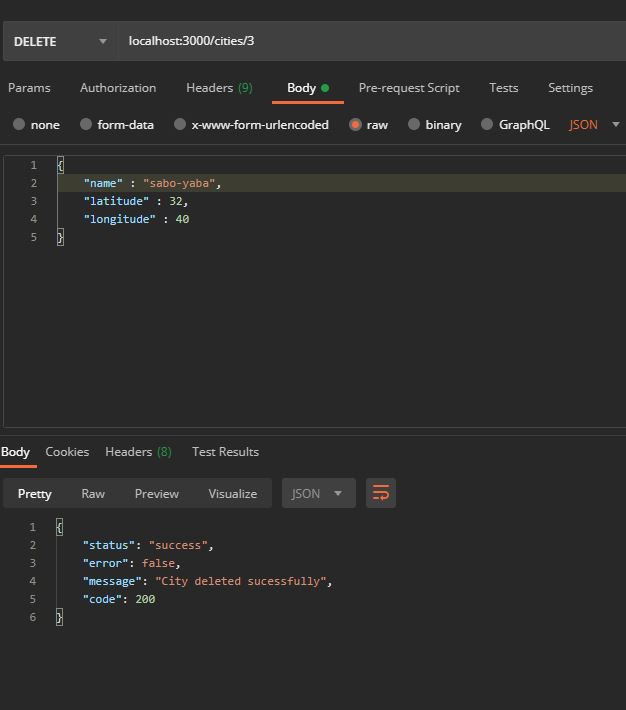 DELETE localhost:3000/cities/3
Params Authorization Headers (9) Body Pre-request Script Tests Settings
none form-data x-www-form-urlencoded raw binary GraphQL JSON
1 {
2 "name" : "sabo-yaba",
3 "latitude" : 32,
4 "longitude" : 40
5 }
Body Cookies Headers (8) Test Results
Pretty Raw Preview Visualize JSON
1 {
2 "status": "success",
3 "error": false,
4 "message": "City deleted sucessfully",
5 "code": 200
6 }